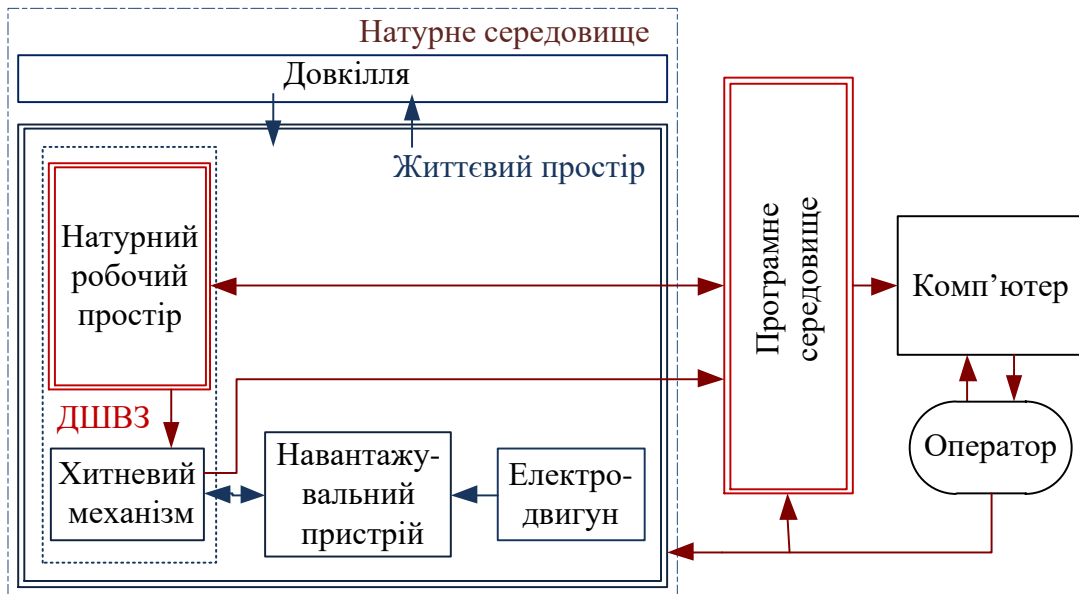 Натурне середовище
Довкілля
Життєвий простір
Натурний
робочий
простір
ДШВЗ
Хитневий
механізм
Навантажу-
вальний
пристрій
Електро-
двигун
Програмне
середовище
Комп’ютер
Оператор